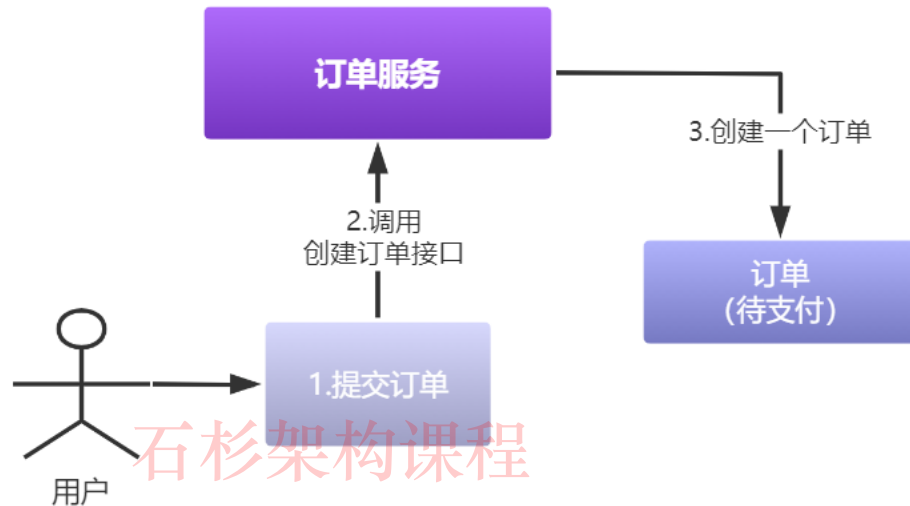 订单服务
3.创建一个订单
2.调用
创建订单接口
订单
（待支付）
1.提交订单
石杉架构课程
用户